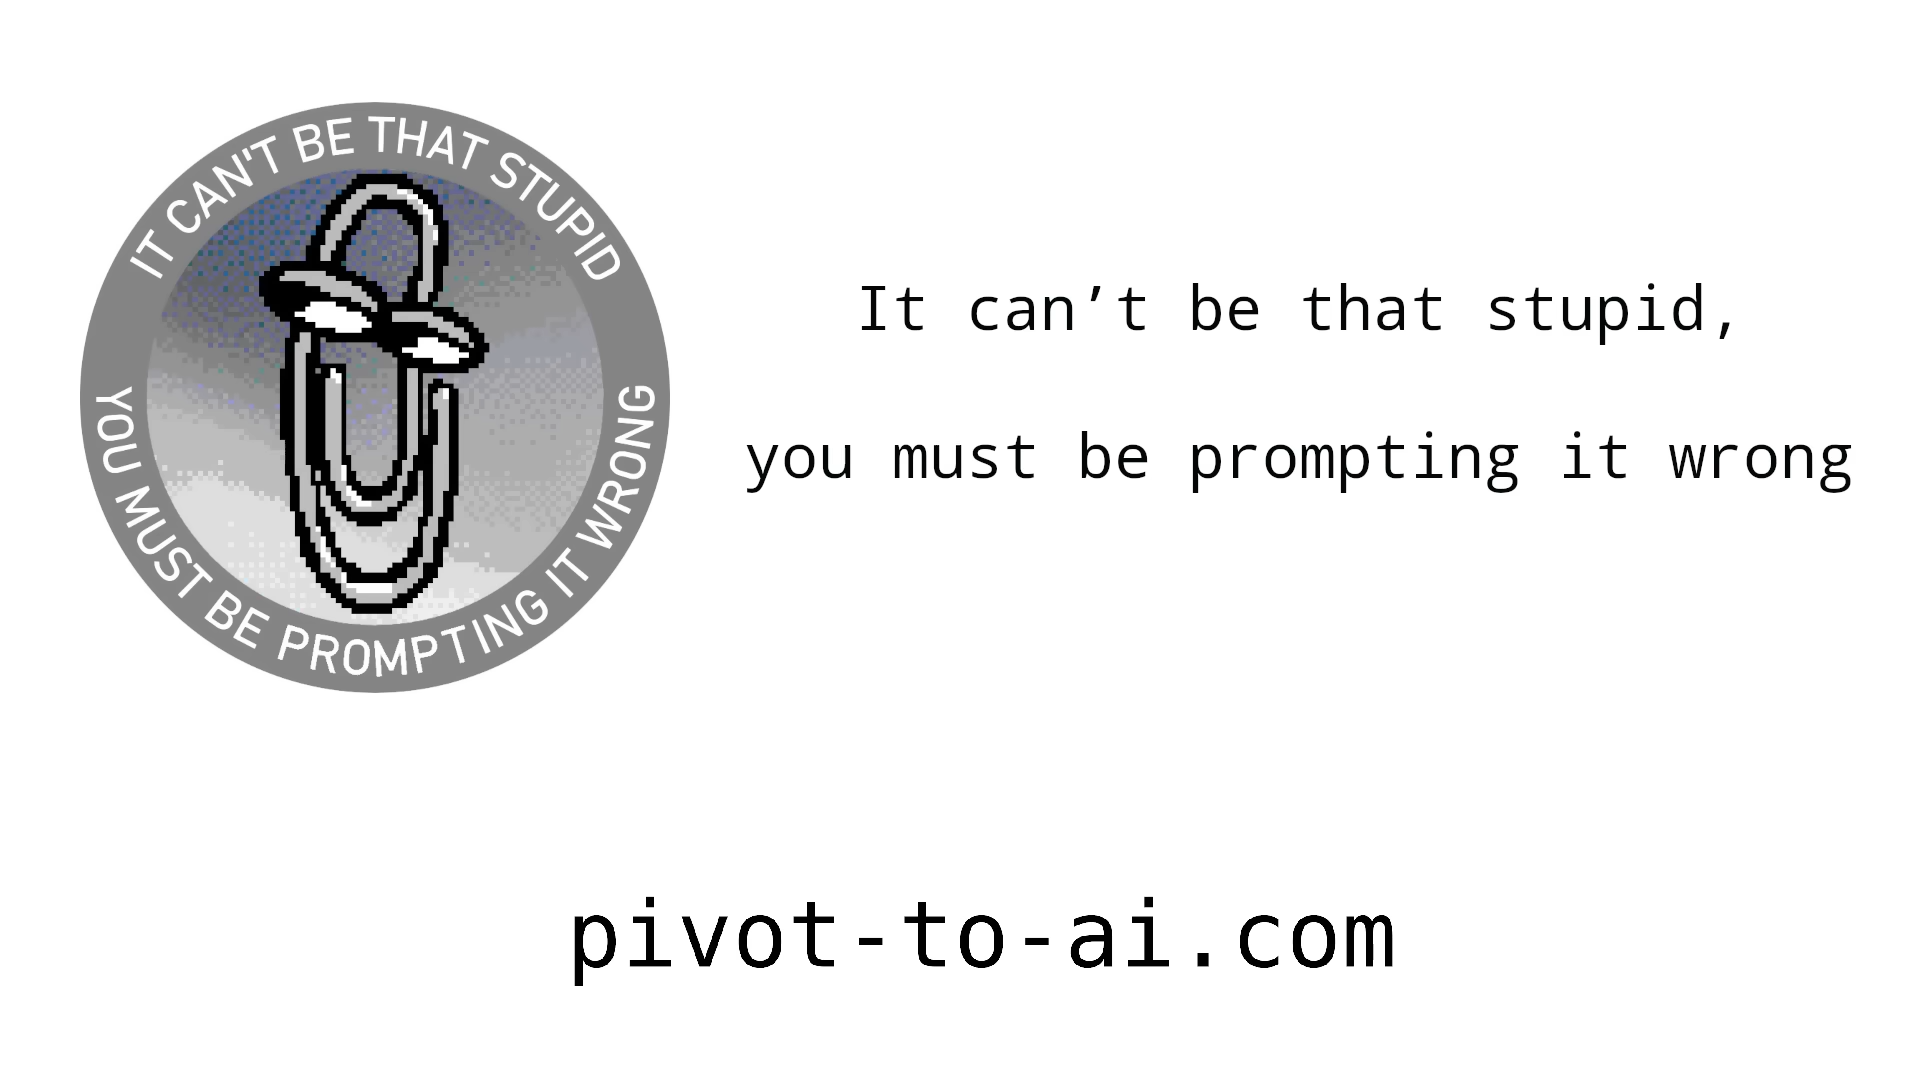 IT CAN'T BE THAT STUPID
YOU MUST BE PROMPTING IT WRONG
It can’t be that stupid,
you must be prompting it wrong
pivot-to-ai.com